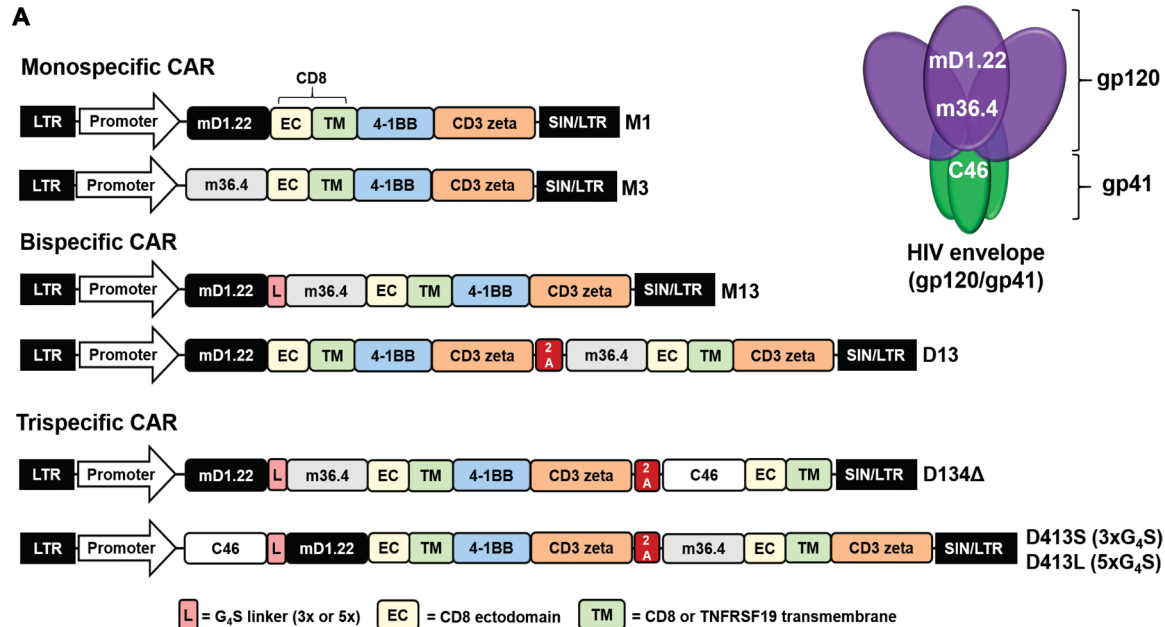 A
Monospecific CAR
CD8
LTR Promoter mD1.22 EC TM 4-1BB CD3 zeta SIN/LTR M1
LTR Promoter m36.4 EC TM 4-1BB CD3 zeta SIN/LTR M3
Bispecific CAR
LTR Promoter mD1.22 L m36.4 EC TM 4-1BB CD3 zeta SIN/LTR M13
LTR Promoter mD1.22 EC TM 4-1BB CD3 zeta 2A m36.4 EC TM CD3 zeta SIN/LTR D13
Trispecific CAR
LTR Promoter mD1.22 L m36.4 EC TM 4-1BB CD3 zeta 2A C46 EC TM SIN/LTR D134Δ
LTR Promoter C46 L mD1.22 EC TM 4-1BB CD3 zeta 2A m36.4 EC TM CD3 zeta SIN/LTR D413S (3xG₄S)
D413L (5xG₄S)
L = G₄S linker (3x or 5x) EC = CD8 ectodomain TM = CD8 or TNFRSF19 transmembrane
mD1.22
m36.4
C46
gp120
gp41
HIV envelope
(gp120/gp41)